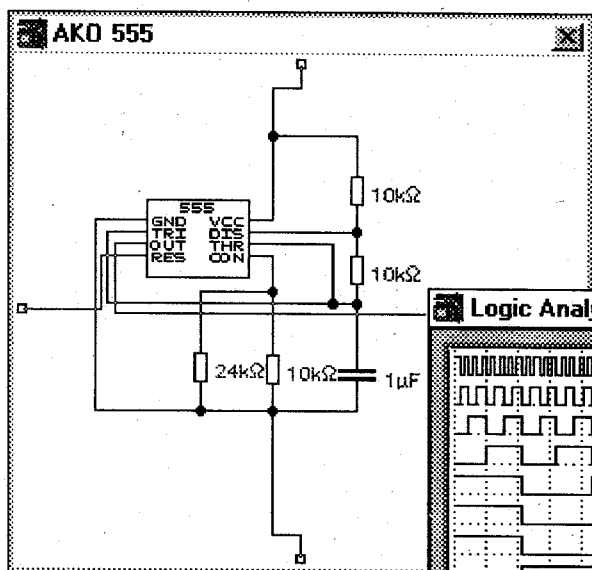 AKO 555
555
GND VCC
TRI DIS
OUT THR
RES CON
10kΩ
10kΩ
24kΩ 10kΩ 1µF
Logic Analy